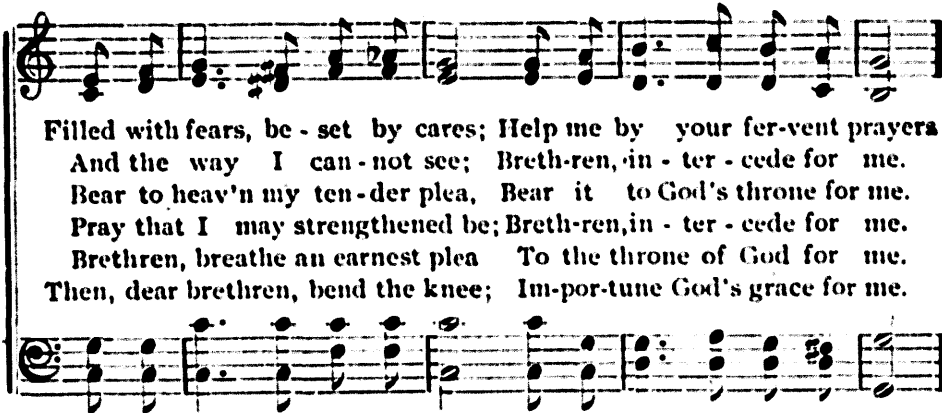 Filled with fears, be - set by cares; Help me by your fer-vent prayers
And the way I can - not see; Breth-ren, in - ter - cede for me.
Bear to heav'n my ten - der plea, Bear it to God's throne for me.
Pray that I may strengthened be; Breth-ren, in - ter - cede for me.
Brethren, breathe an earnest plea To the throne of God for me.
Then, dear brethren, bend the knee; Im-por-tune God's grace for me.